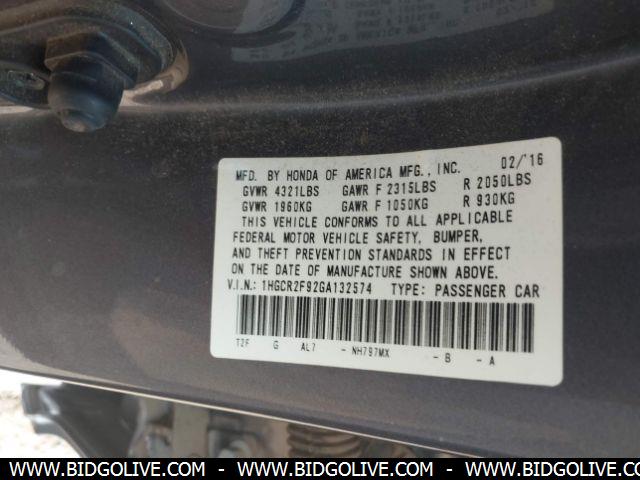 MFD. BY HONDA OF AMERICA MFG., INC. 02/'16
GVWR 4321LBS GAWR F 2315LBS R 2050LBS
GVWR 1960KG GAWR F 1050KG R 930KG
THIS VEHICLE CONFORMS TO ALL APPLICABLE
FEDERAL MOTOR VEHICLE SAFETY, BUMPER,
AND THEFT PREVENTION STANDARDS IN EFFECT
ON THE DATE OF MANUFACTURE SHOWN ABOVE.
V.I.N.: 1HGCR2F92GA132574 TYPE: PASSENGER CAR
T2F G AL7 - NH797MX - B - A
WWW.BIDGOLIVE.COM - WWW.BIDGOLIVE.COM - WWW.BIDGOLIVE.COM